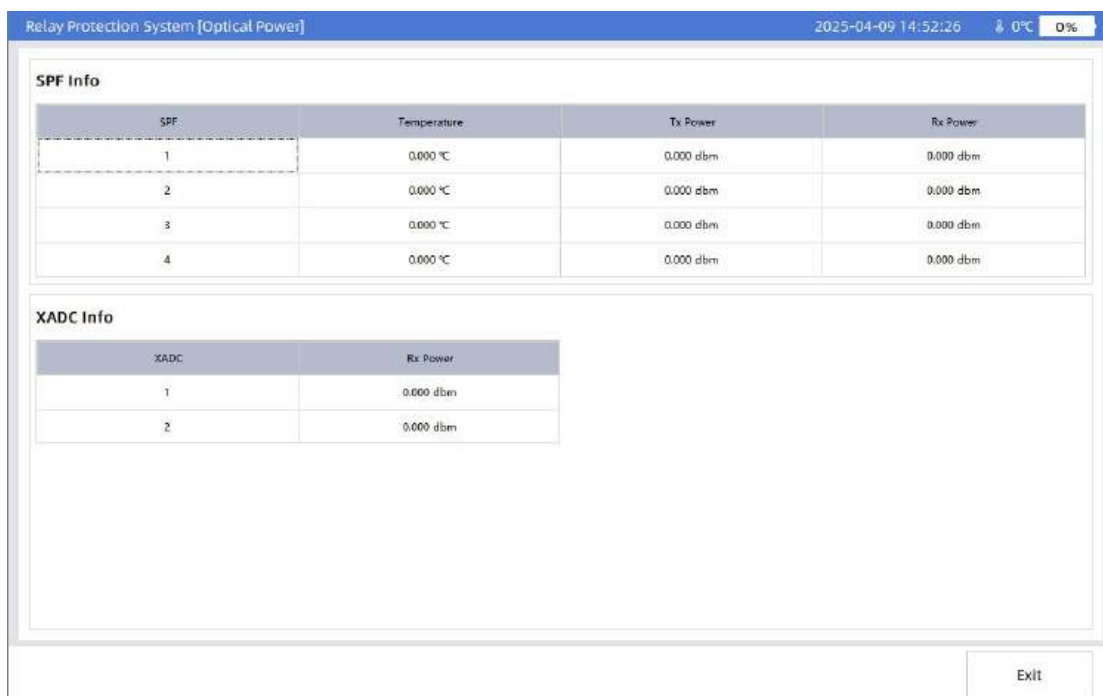 Relay Protection System [Optical Power] 2025-04-09 14:52:26 0℃ 0%
SPF Info
SPF Temperature Tx Power Rx Power
1 0.000 ℃ 0.000 dbm 0.000 dbm
2 0.000 ℃ 0.000 dbm 0.000 dbm
3 0.000 ℃ 0.000 dbm 0.000 dbm
4 0.000 ℃ 0.000 dbm 0.000 dbm
XADC Info
XADC Rx Power
1 0.000 dbm
2 0.000 dbm
Exit